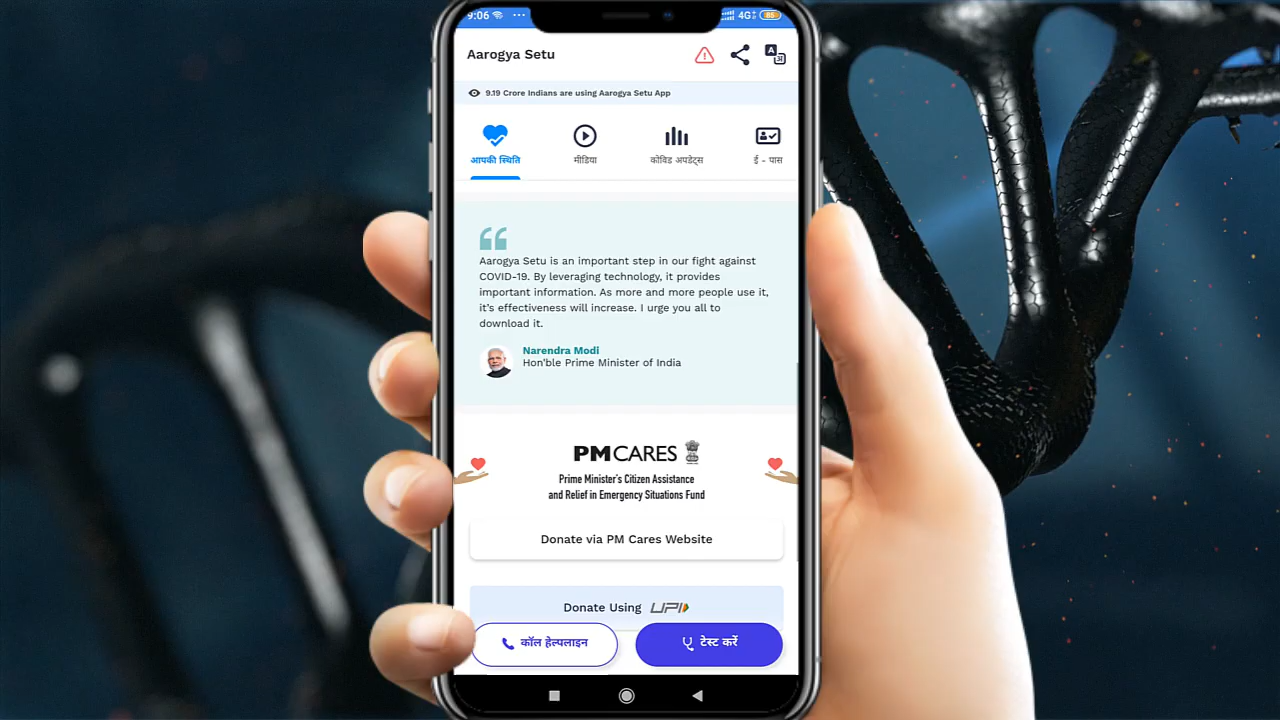 9:06 ... 4G+ 85
Aarogya Setu
9.19 Crore Indians are using Aarogya Setu App
आपकी स्थिति मीडिया कोविड अपडेट्स ई - पास
Aarogya Setu is an important step in our fight against
COVID-19. By leveraging technology, it provides
important information. As more and more people use it,
it's effectiveness will increase. I urge you all to
download it.
Narendra Modi
Hon'ble Prime Minister of India
PMCARES
Prime Minister's Citizen Assistance
and Relief in Emergency Situations Fund
Donate via PM Cares Website
Donate Using UPI
कॉल हेल्पलाइन टेस्ट करें